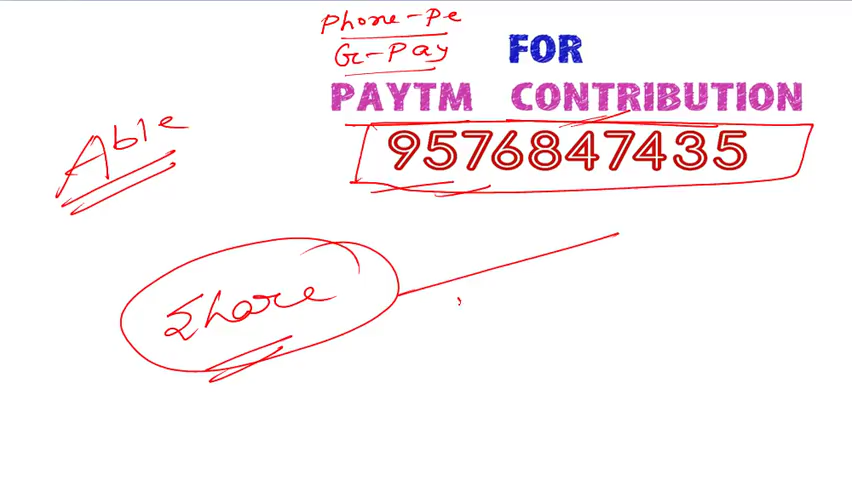 Phone-Pe
G-Pay FOR
PAYTM CONTRIBUTION
9576847435
Able
Share